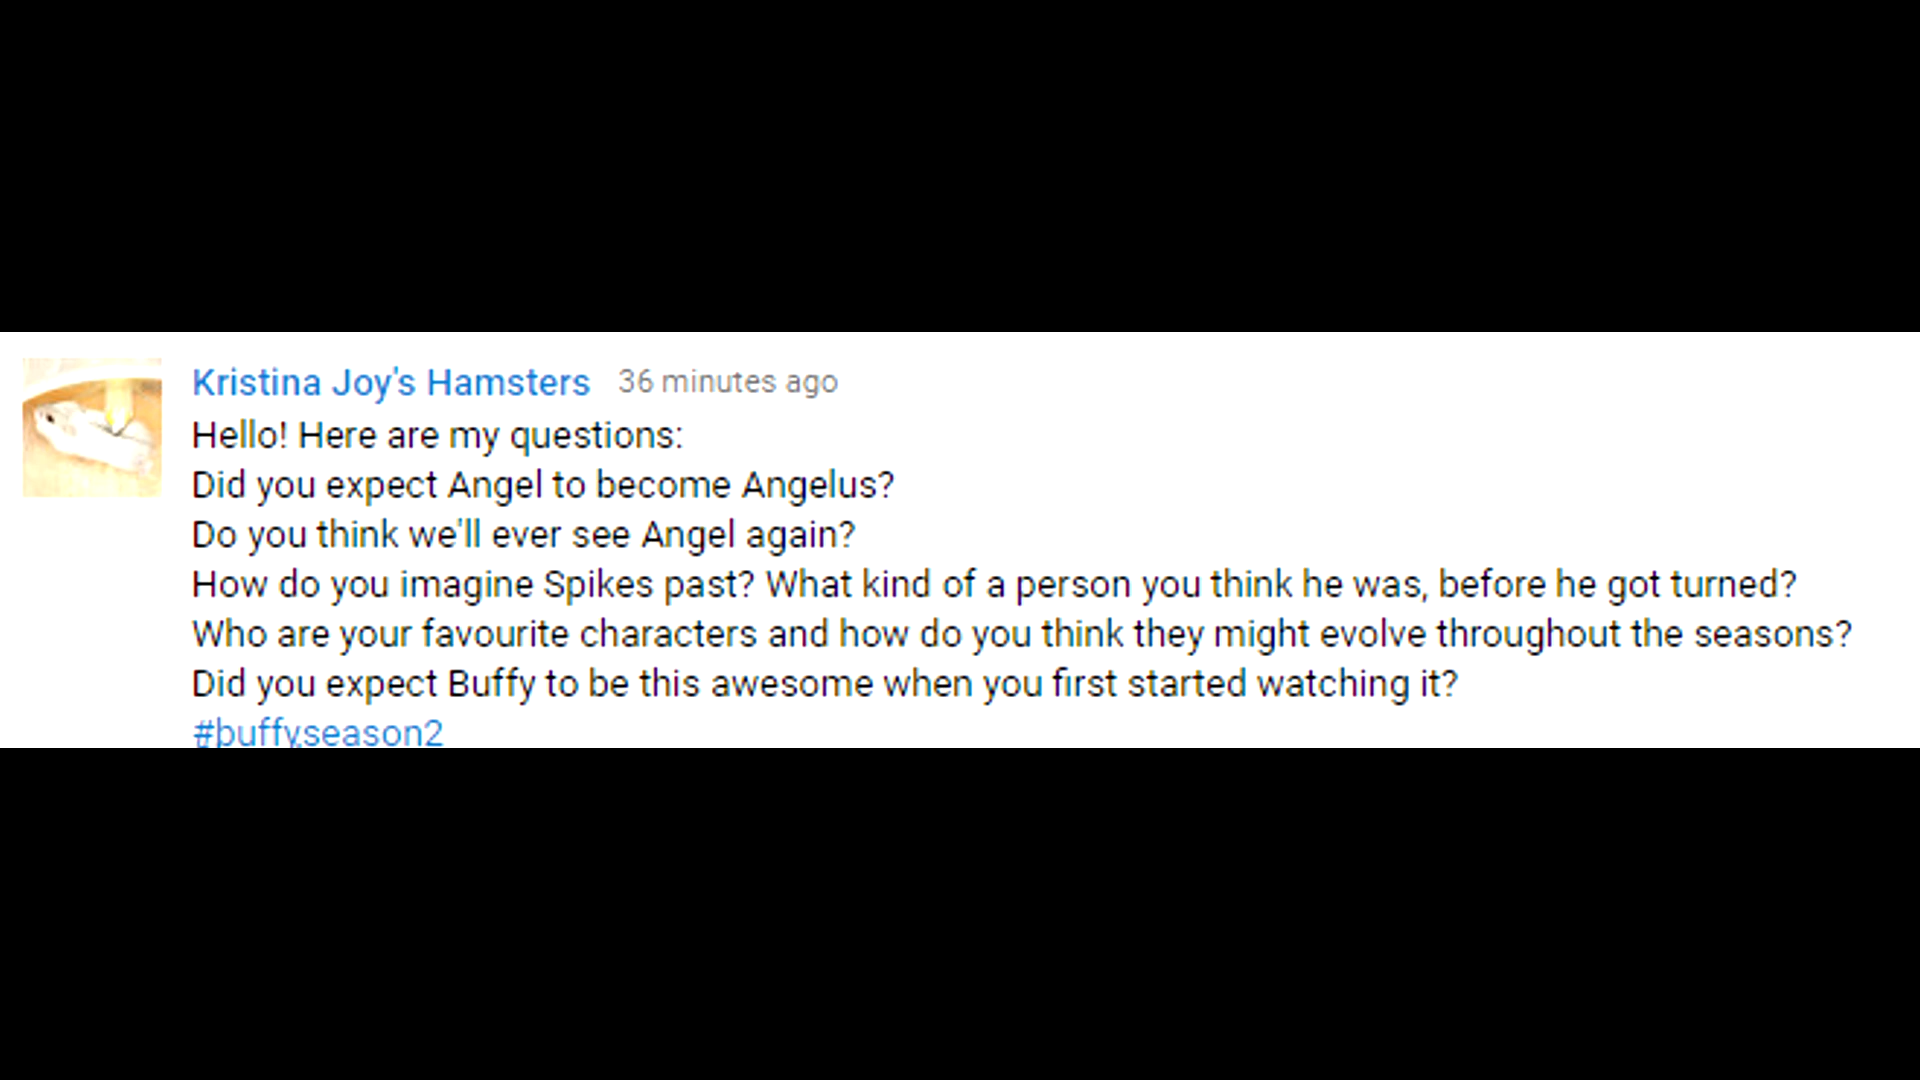 Kristina Joy's Hamsters 36 minutes ago
Hello! Here are my questions:
Did you expect Angel to become Angelus?
Do you think we'll ever see Angel again?
How do you imagine Spikes past? What kind of a person you think he was, before he got turned?
Who are your favourite characters and how do you think they might evolve throughout the seasons?
Did you expect Buffy to be this awesome when you first started watching it?
#buffyseason2